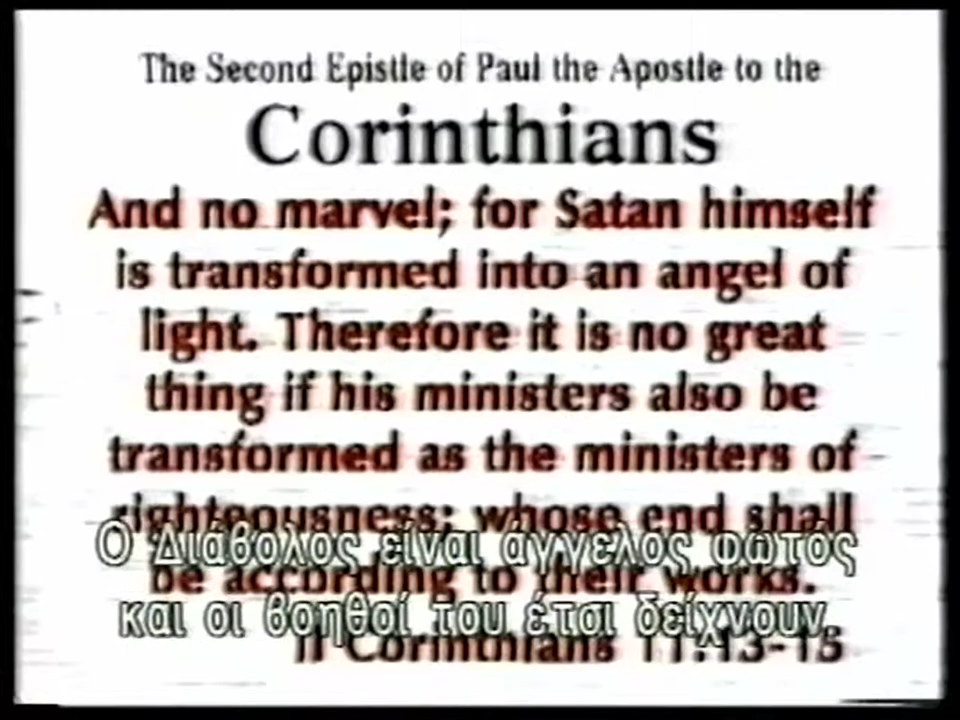 The Second Epistle of Paul the Apostle to the
Corinthians
And no marvel; for Satan himself
is transformed into an angel of
light. Therefore it is no great
thing if his ministers also be
transformed as the ministers of
righteousness; whose end shall
Ο Διάβολος είναι άγγελος φωτός
be according to their works.
και οι βοηθοί του έτσι δείχνουν
II Corinthians 11:13-15